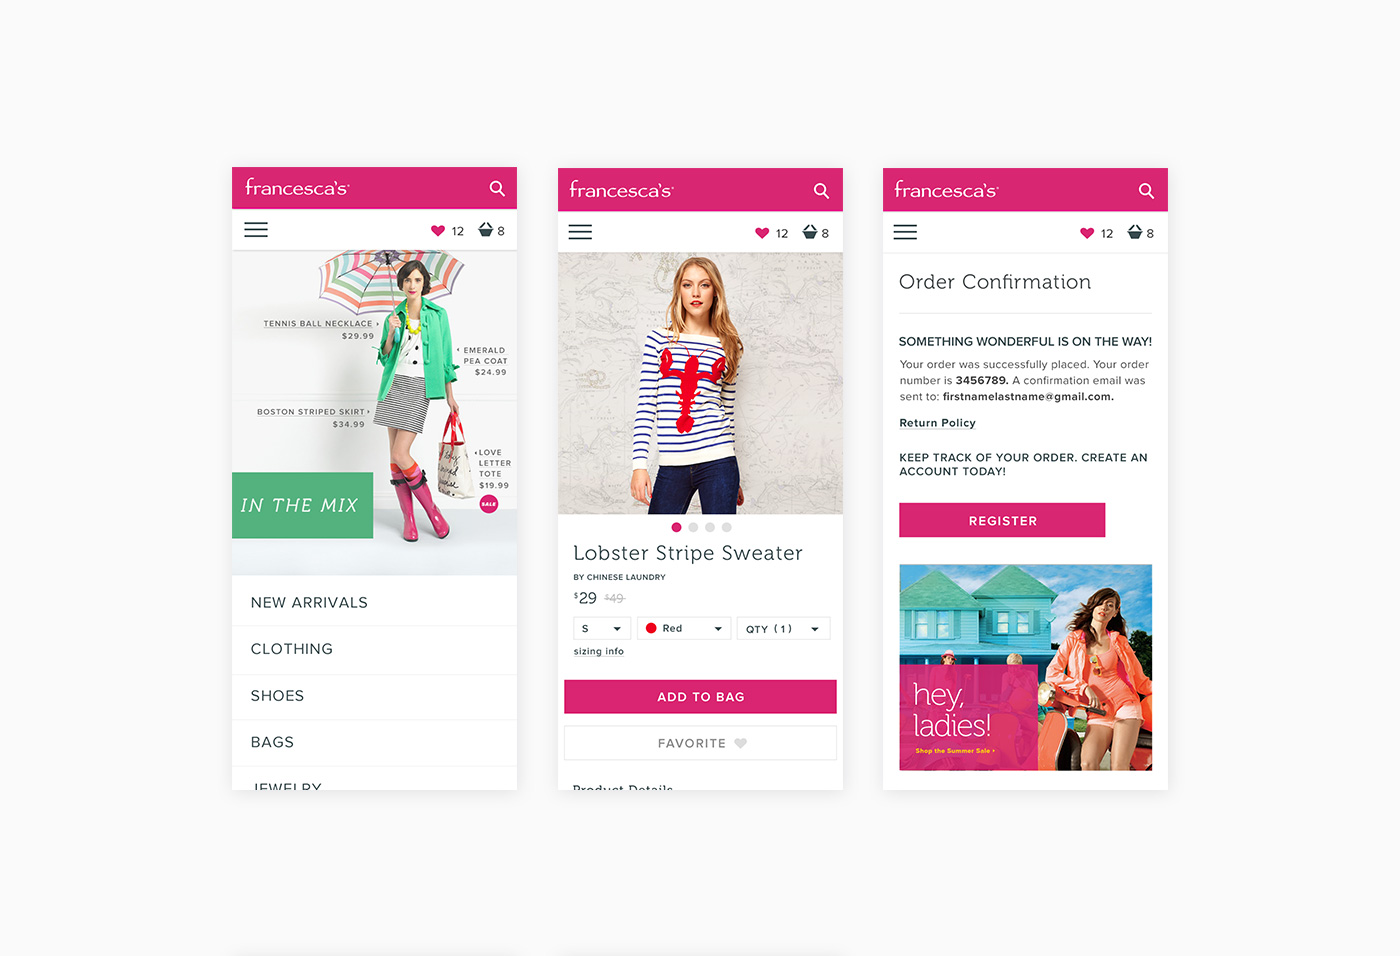 francesca's
12 8
TENNIS BALL NECKLACE
$29.99
EMERALD
PEA COAT
$24.99
BOSTON STRIPED SKIRT
$34.99
LOVE
LETTER
TOTE
$19.99
SALE
IN THE MIX
NEW ARRIVALS
CLOTHING
SHOES
BAGS
JEWELRY
francesca's
12 8
Lobster Stripe Sweater
BY CHINESE LAUNDRY
$29 $49
S Red QTY (1)
sizing info
ADD TO BAG
FAVORITE
Product Details
francesca's
12 8
Order Confirmation
SOMETHING WONDERFUL IS ON THE WAY!
Your order was successfully placed. Your order
number is 3456789. A confirmation email was
sent to: firstnamelastname@gmail.com.
Return Policy
KEEP TRACK OF YOUR ORDER. CREATE AN
ACCOUNT TODAY!
REGISTER
hey,
ladies!
Shop the Summer Sale